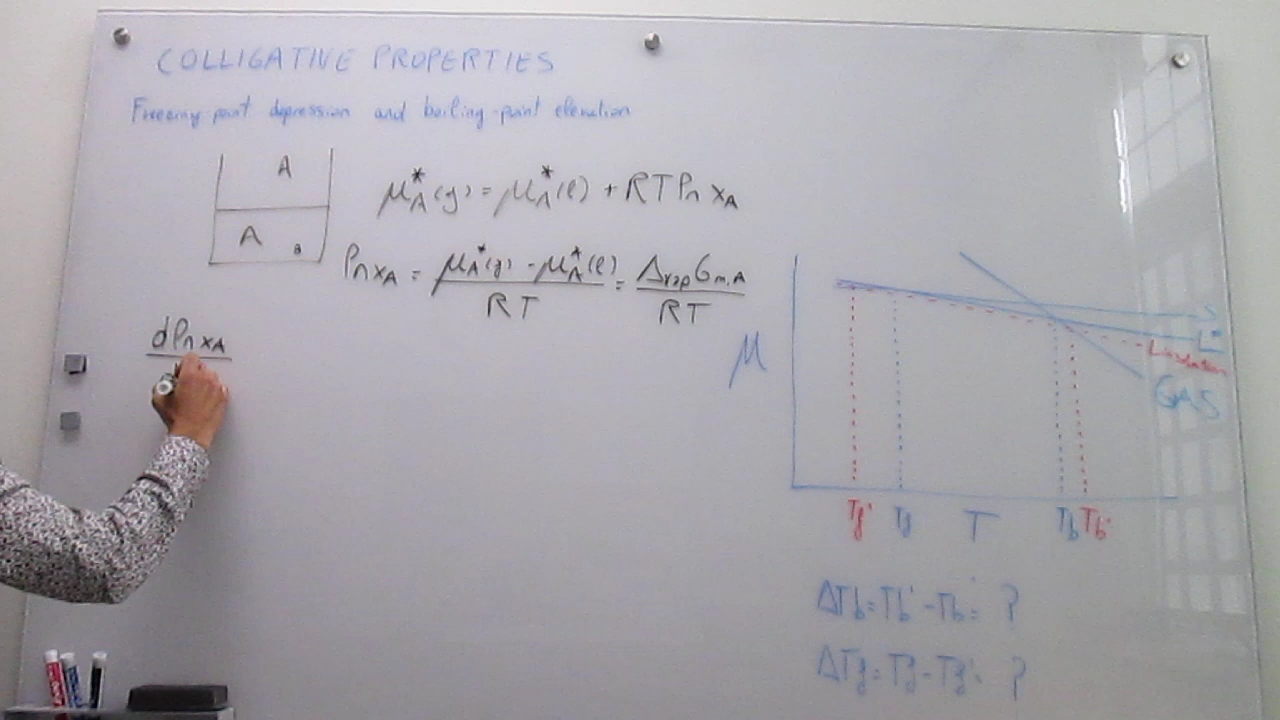 COLLIGATIVE PROPERTIES
Freezing-point depression and boiling-point elevation
A
A B
μ*A(g) = μ*A(l) + RT ln xA
ln xA = (μ*A(g) - μ*A(l)) / RT = ΔvapGm,A / RT
d ln xA
μ
S
L
L solution
GAS
Tf' Tf T Tb Tb'
ΔTb = Tb' - Tb = ?
ΔTf = Tf - Tf' = ?